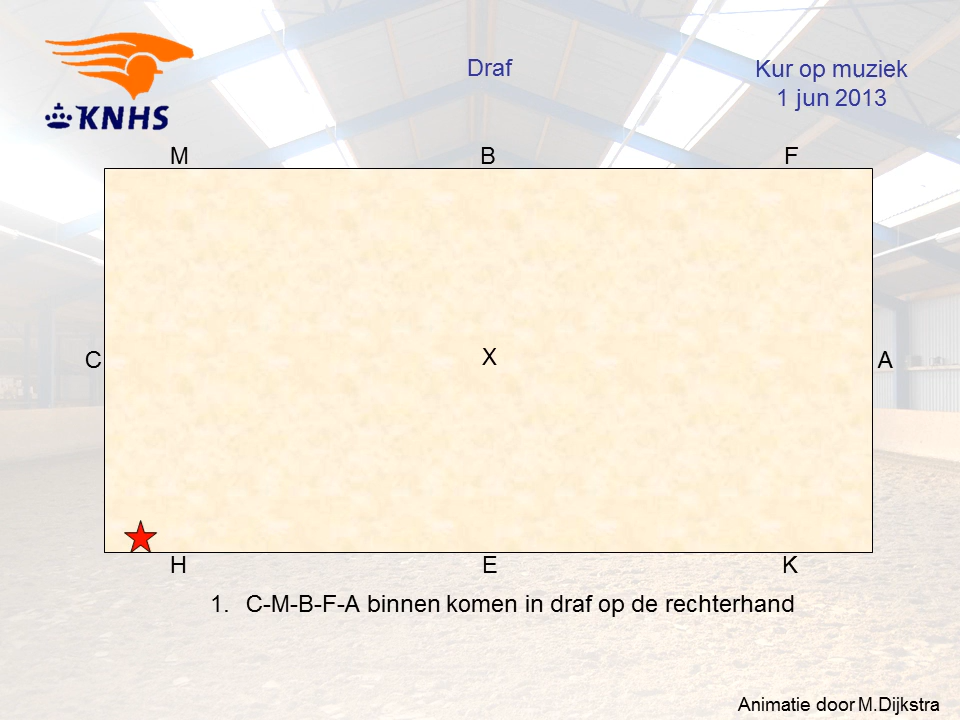 KNHS
Draf
Kur op muziek
1 jun 2013
M B F
C X A
H E K
1. C-M-B-F-A binnen komen in draf op de rechterhand
Animatie door M.Dijkstra